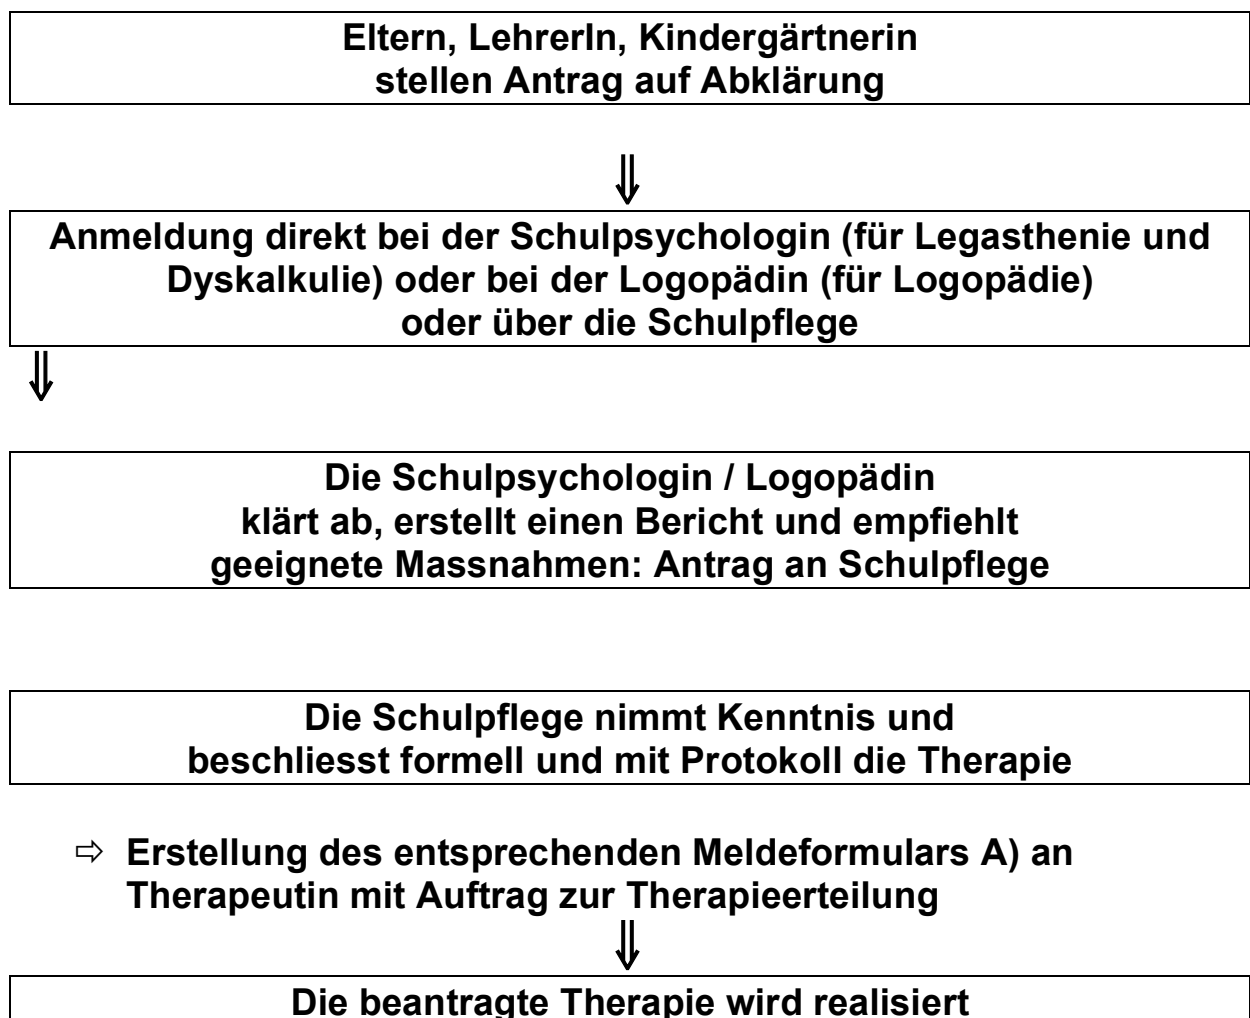 Eltern, LehrerIn, Kindergärtnerin
stellen Antrag auf Abklärung
⇓
Anmeldung direkt bei der Schulpsychologin (für Legasthenie und
Dyskalkulie) oder bei der Logopädin (für Logopädie)
oder über die Schulpflege
⇓
Die Schulpsychologin / Logopädin
klärt ab, erstellt einen Bericht und empfiehlt
geeignete Massnahmen: Antrag an Schulpflege
Die Schulpflege nimmt Kenntnis und
beschliesst formell und mit Protokoll die Therapie
⇨ Erstellung des entsprechenden Meldeformulars A) an
Therapeutin mit Auftrag zur Therapieerteilung
⇓
Die beantragte Therapie wird realisiert